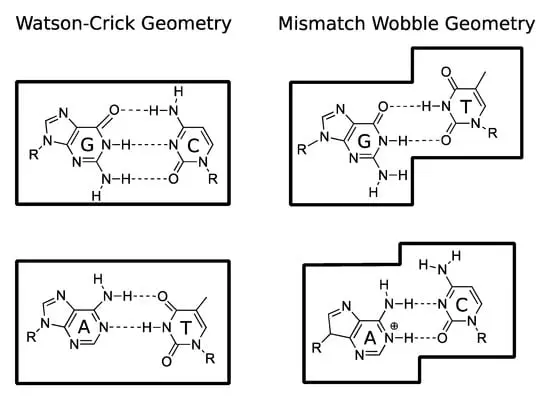 Watson-Crick Geometry
Mismatch Wobble Geometry
H
N O H N
N G N H N C
R N N O N R
N H
H
O
N O H N T
N G N H O N R
R N N
N H
H
H
N N H O
N A N H N T
R N O N R
H H
N
H
N N H N C
R A ⊕ N H O N R
N